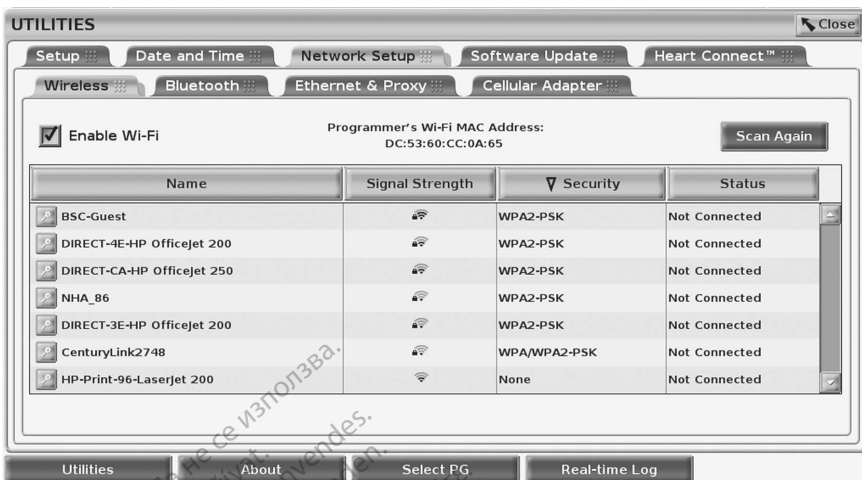 UTILITIES
Close
Setup Date and Time Network Setup Software Update Heart Connect™
Wireless Bluetooth Ethernet & Proxy Cellular Adapter
Enable Wi-Fi
Programmer's Wi-Fi MAC Address:
DC:53:60:CC:0A:65
Scan Again
Name Signal Strength Security Status
BSC-Guest WPA2-PSK Not Connected
DIRECT-4E-HP OfficeJet 200 WPA2-PSK Not Connected
DIRECT-CA-HP OfficeJet 250 WPA2-PSK Not Connected
NHA_86 WPA2-PSK Not Connected
DIRECT-3E-HP OfficeJet 200 WPA2-PSK Not Connected
CenturyLink2748 WPA/WPA2-PSK Not Connected
HP-Print-96-LaserJet 200 None Not Connected
не се използва.
Utilities About Select PG Real-time Log